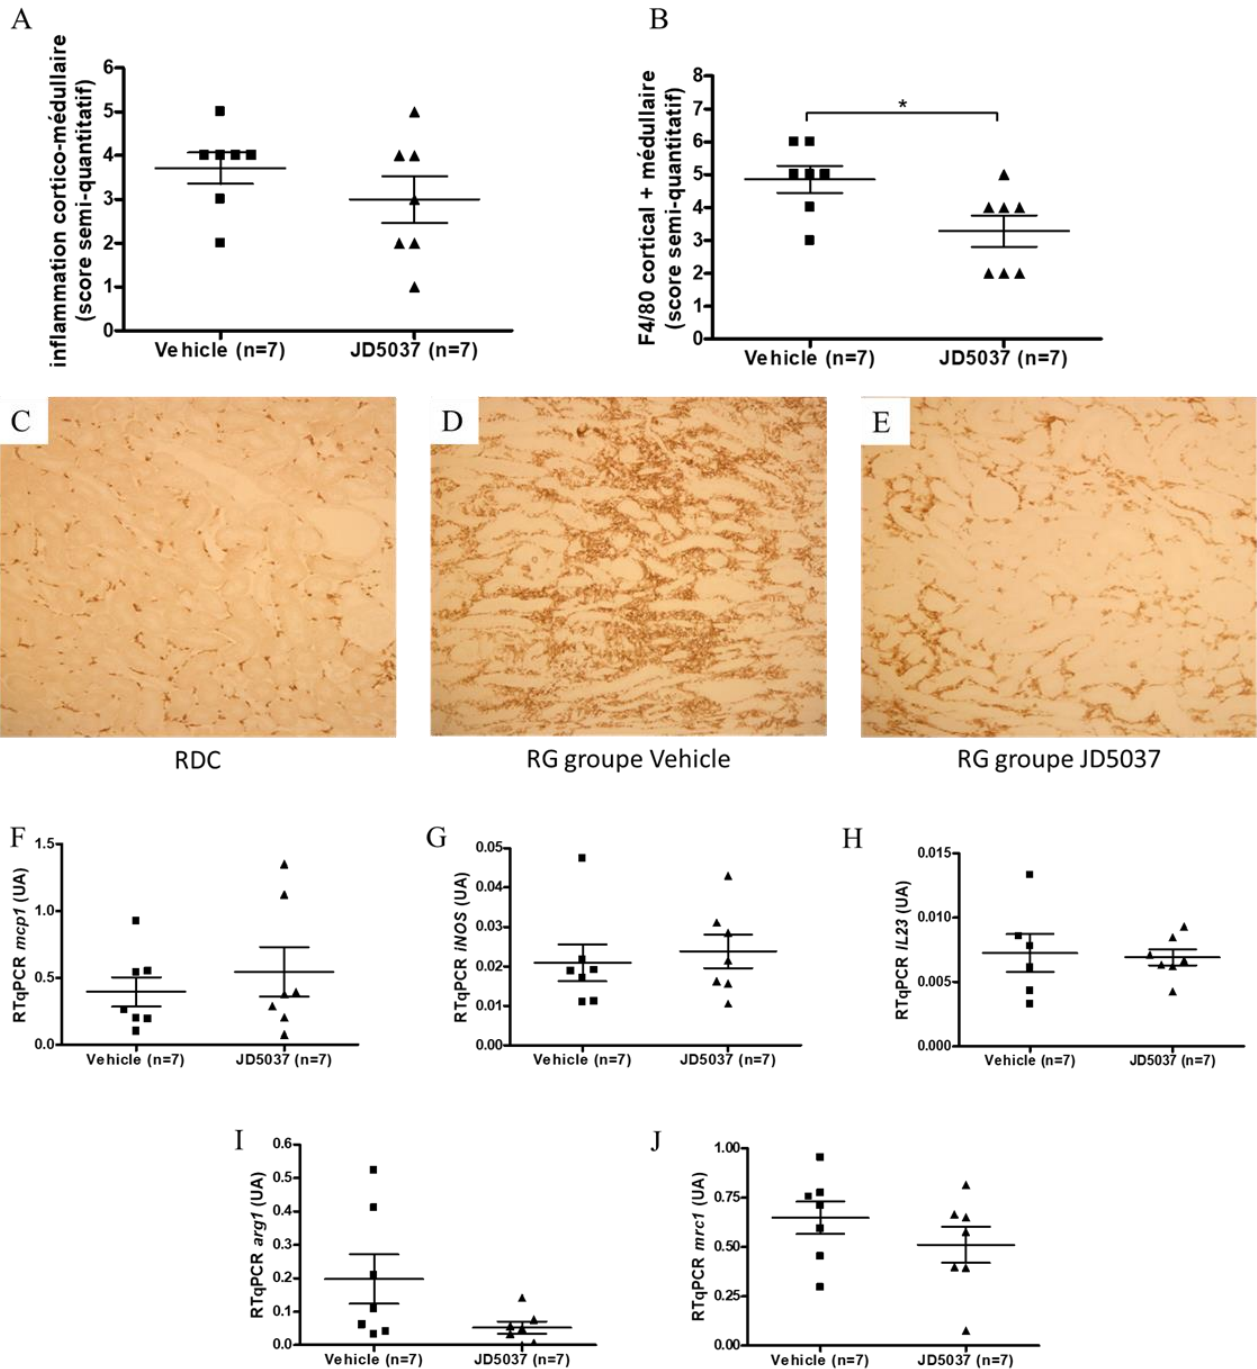 A
inflammation cortico-médullaire
(score semi-quantitatif)
6
5
4
3
2
1
0
Vehicle (n=7)
JD5037 (n=7)
B
F4/80 cortical + médullaire
(score semi-quantitatif)
8
7
6
5
4
3
2
1
0
*
Vehicle (n=7)
JD5037 (n=7)
C
D
E
RDC
RG groupe Vehicle
RG groupe JD5037
F
RTqPCR mcp1 (UA)
1.5
1.0
0.5
0.0
Vehicle (n=7)
JD5037 (n=7)
G
RTqPCR iNOS (UA)
0.05
0.04
0.03
0.02
0.01
0.00
Vehicle (n=7)
JD5037 (n=7)
H
RTqPCR IL23 (UA)
0.015
0.010
0.005
0.000
Vehicle (n=7)
JD5037 (n=7)
I
RTqPCR arg1 (UA)
0.6
0.5
0.4
0.3
0.2
0.1
0.0
Vehicle (n=7)
JD5037 (n=7)
J
RTqPCR mrc1 (UA)
1.00
0.75
0.50
0.25
0.00
Vehicle (n=7)
JD5037 (n=7)